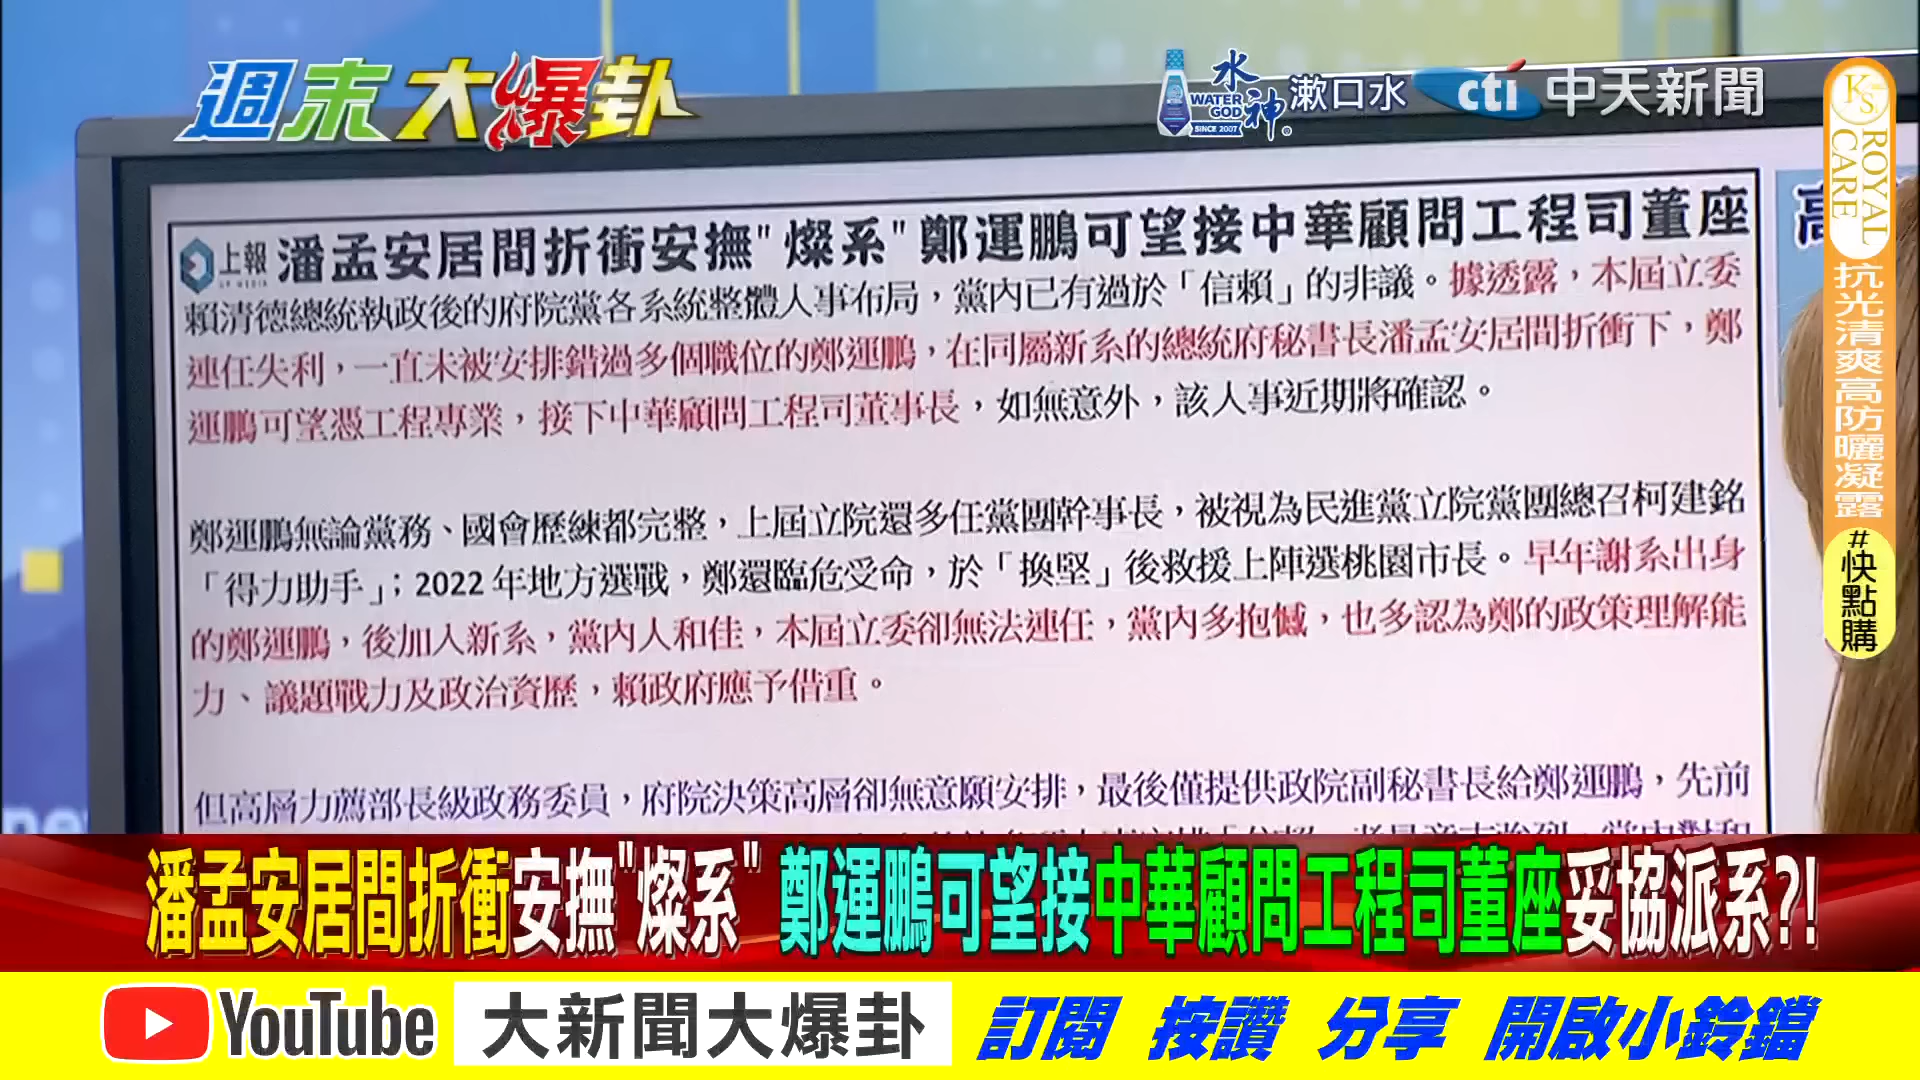 週末大爆卦
水神
WATER GOD
SINCE 2007
漱口水
cti 中天新聞
KS
ROYAL CARE
抗光清爽高防曬凝露
#快點購
上報
UP MEDIA
潘孟安居間折衝安撫"燦系"鄭運鵬可望接中華顧問工程司董座
賴清德總統執政後的府院黨各系統整體人事布局，黨內已有過於「信賴」的非議。據透露，本屆立委
連任失利，一直未被安排錯過多個職位的鄭運鵬，在同屬新系的總統府秘書長潘孟安居間折衝下，鄭
運鵬可望憑工程專業，接下中華顧問工程司董事長，如無意外，該人事近期將確認。
鄭運鵬無論黨務、國會歷練都完整，上屆立院還多任黨團幹事長，被視為民進黨立院黨團總召柯建銘
「得力助手」；2022年地方選戰，鄭還臨危受命，於「換堅」後救援上陣選桃園市長。早年謝系出身
的鄭運鵬，後加入新系，黨內人和佳，本屆立委卻無法連任，黨內多抱憾，也多認為鄭的政策理解能
力、議題戰力及政治資歷，賴政府應予借重。
但高層力薦部長級政務委員，府院決策高層卻無意願安排，最後僅提供政院副秘書長給鄭運鵬，先前
潘孟安居間折衝安撫"燦系" 鄭運鵬可望接中華顧問工程司董座妥協派系?!
YouTube 大新聞大爆卦 訂閱 按讚 分享 開啟小鈴鐺